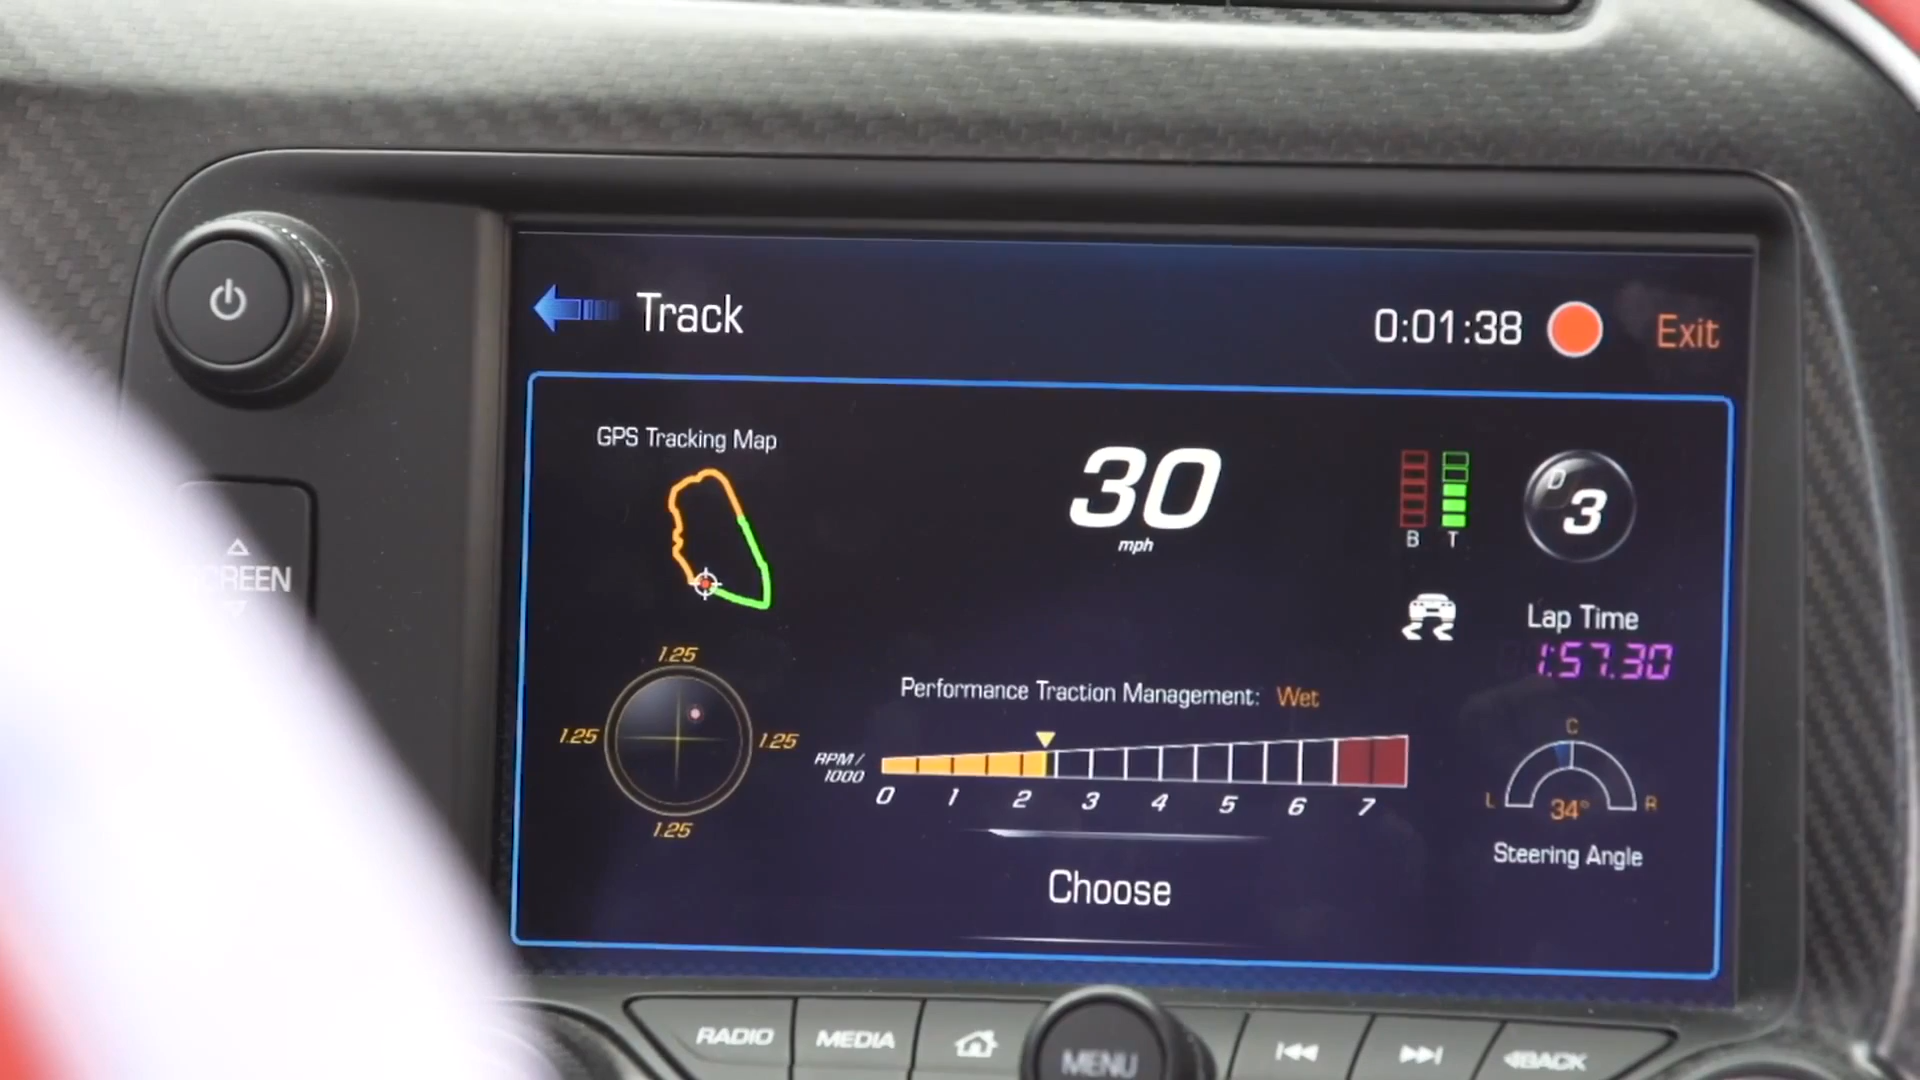 Track
0:01:38
Exit
GPS Tracking Map
30
mph
B T
D
3
Lap Time
1:57.30
1.25
1.25
1.25
1.25
Performance Traction Management: Wet
RPM/
1000
0 1 2 3 4 5 6 7
C
L
R
34°
Steering Angle
Choose
RADIO
MEDIA
MENU
BACK